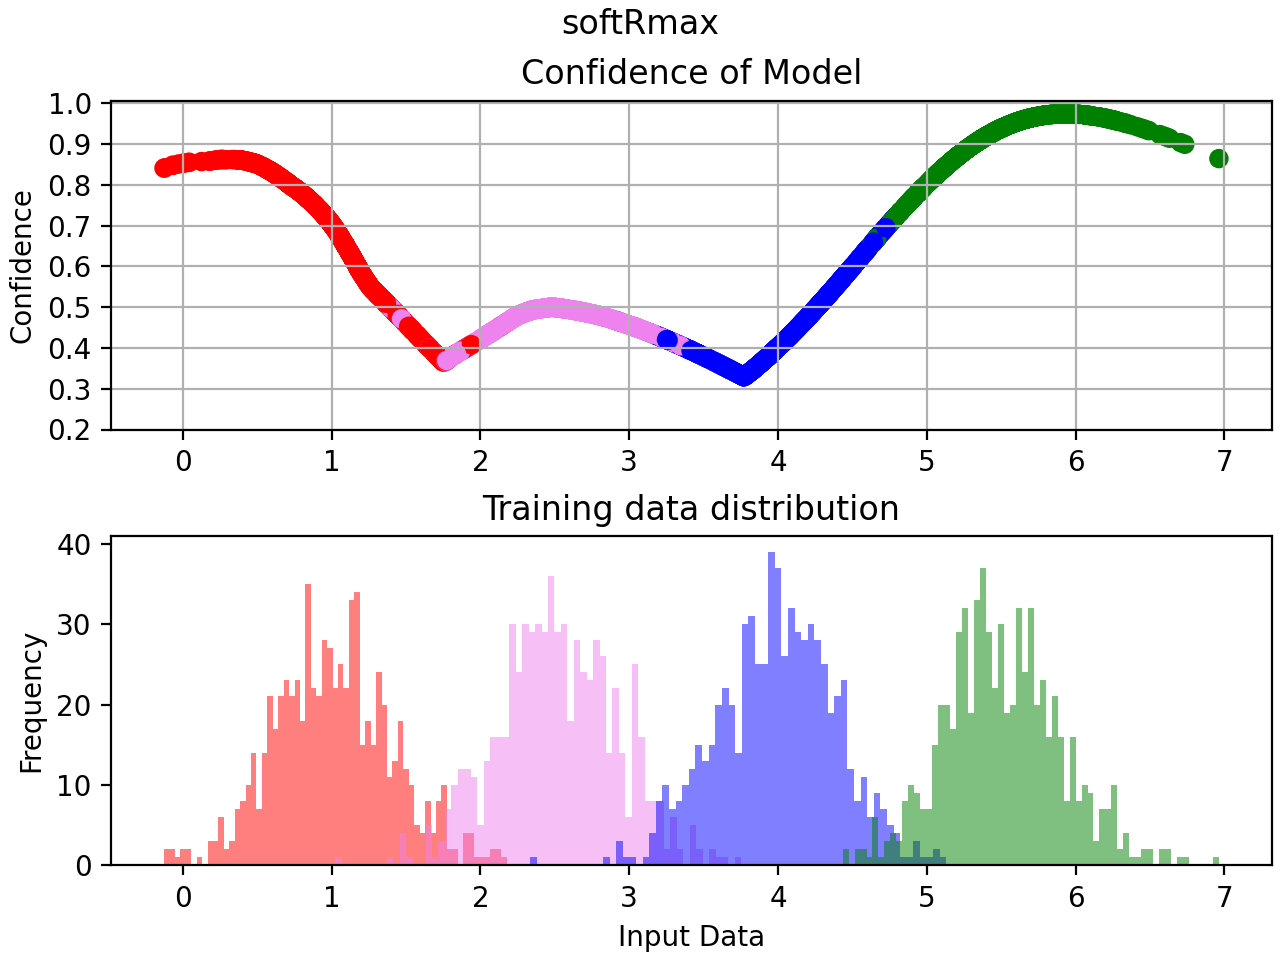 softRmax
Confidence of Model
1.0
0.9
0.8
0.7
0.6
0.5
0.4
0.3
0.2
Confidence
0 1 2 3 4 5 6 7
Training data distribution
40
30
20
10
0
Frequency
0 1 2 3 4 5 6 7
Input Data